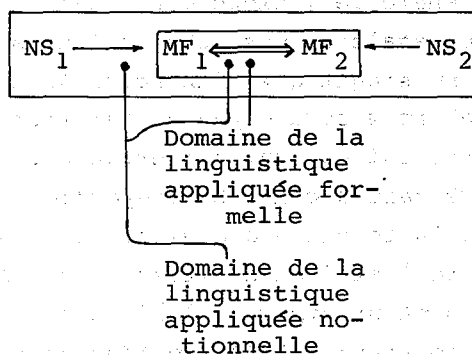 NS1 MF1 MF2 NS2
Domaine de la
linguistique
appliquée for-
melle
Domaine de la
linguistique
appliquée no-
tionnelle